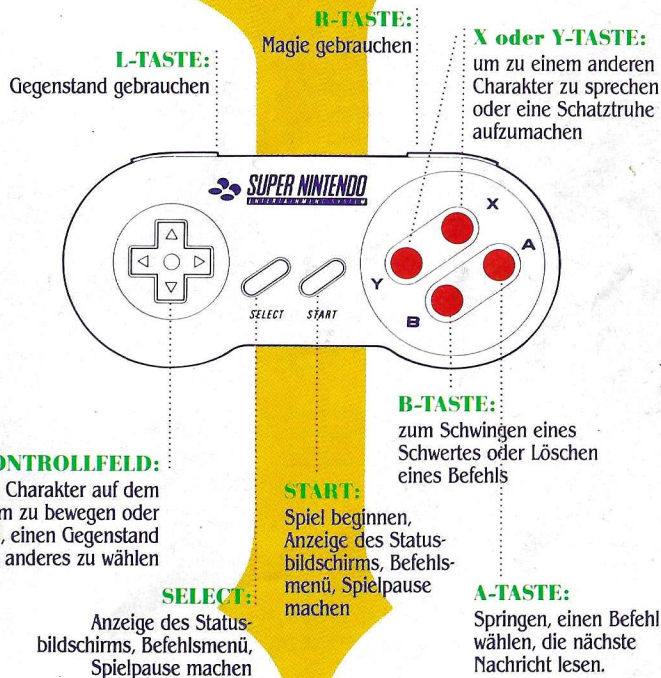 R-TASTE:
Magie gebrauchen
L-TASTE:
Gegenstand gebrauchen
X oder Y-TASTE:
um zu einem anderen
Charakter zu sprechen
oder eine Schatztruhe
aufzumachen
SUPER NINTENDO
ENTERTAINMENT SYSTEM
X
A
Y
B
SELECT
START
B-TASTE:
zum Schwingen eines
Schwertes oder Löschen
eines Befehls
ONTROLLFELD:
Charakter auf dem
m zu bewegen oder
, einen Gegenstand
anderes zu wählen
START:
Spiel beginnen,
Anzeige des Status-
bildschirms, Befehls-
menü, Spielpause
machen
SELECT:
Anzeige des Status-
bildschirms, Befehlsmenü,
Spielpause machen
A-TASTE:
Springen, einen Befehl
wählen, die nächste
Nachricht lesen.